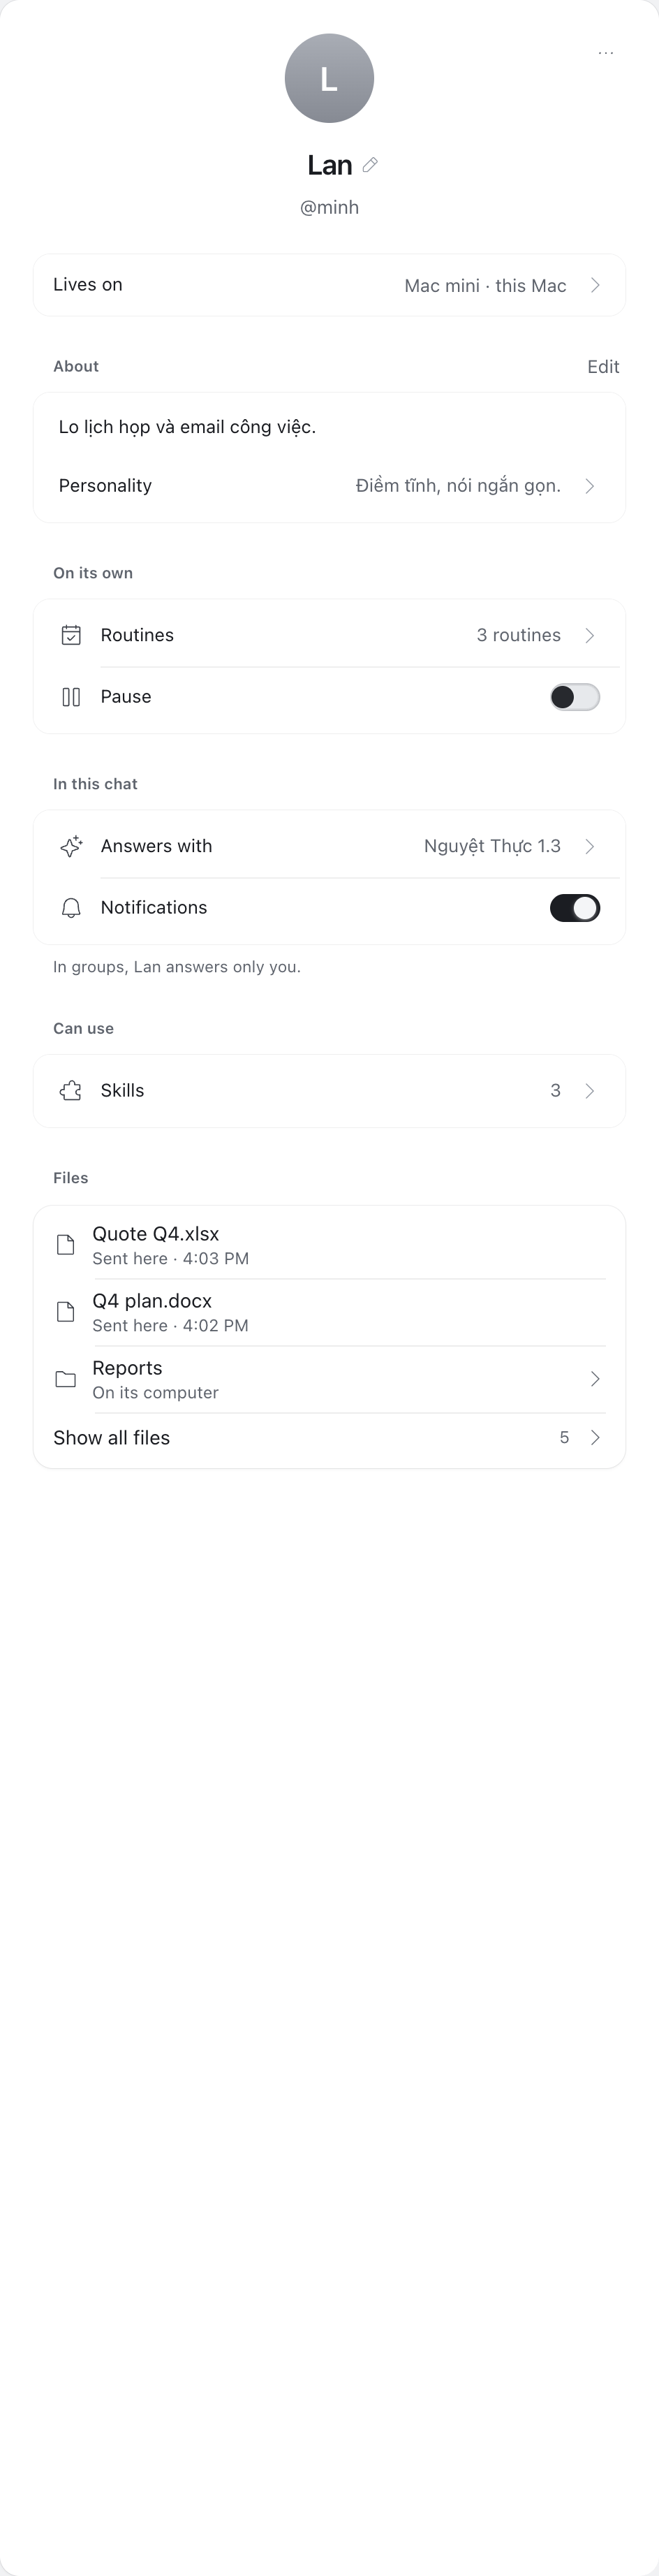 L
...
Lan
@minh
Lives on Mac mini · this Mac
About Edit
Lo lịch họp và email công việc.
Personality Điềm tĩnh, nói ngắn gọn.
On its own
Routines 3 routines
Pause
In this chat
Answers with Nguyệt Thực 1.3
Notifications
In groups, Lan answers only you.
Can use
Skills 3
Files
Quote Q4.xlsx
Sent here · 4:03 PM
Q4 plan.docx
Sent here · 4:02 PM
Reports
On its computer
Show all files 5